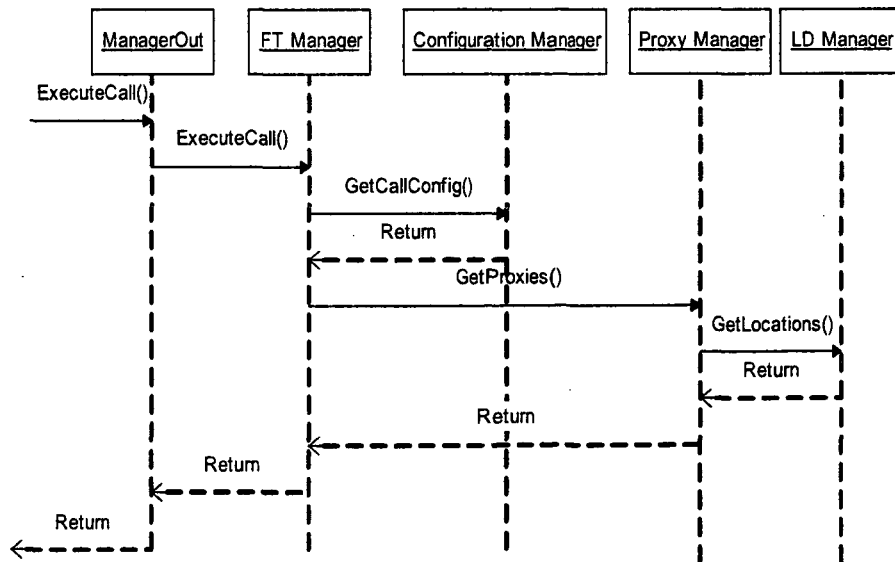 ManagerOut
FT Manager
Configuration Manager
Proxy Manager
LD Manager
ExecuteCall()
ExecuteCall()
GetCallConfig()
Return
GetProxies()
GetLocations()
Return
Return
Return
Return